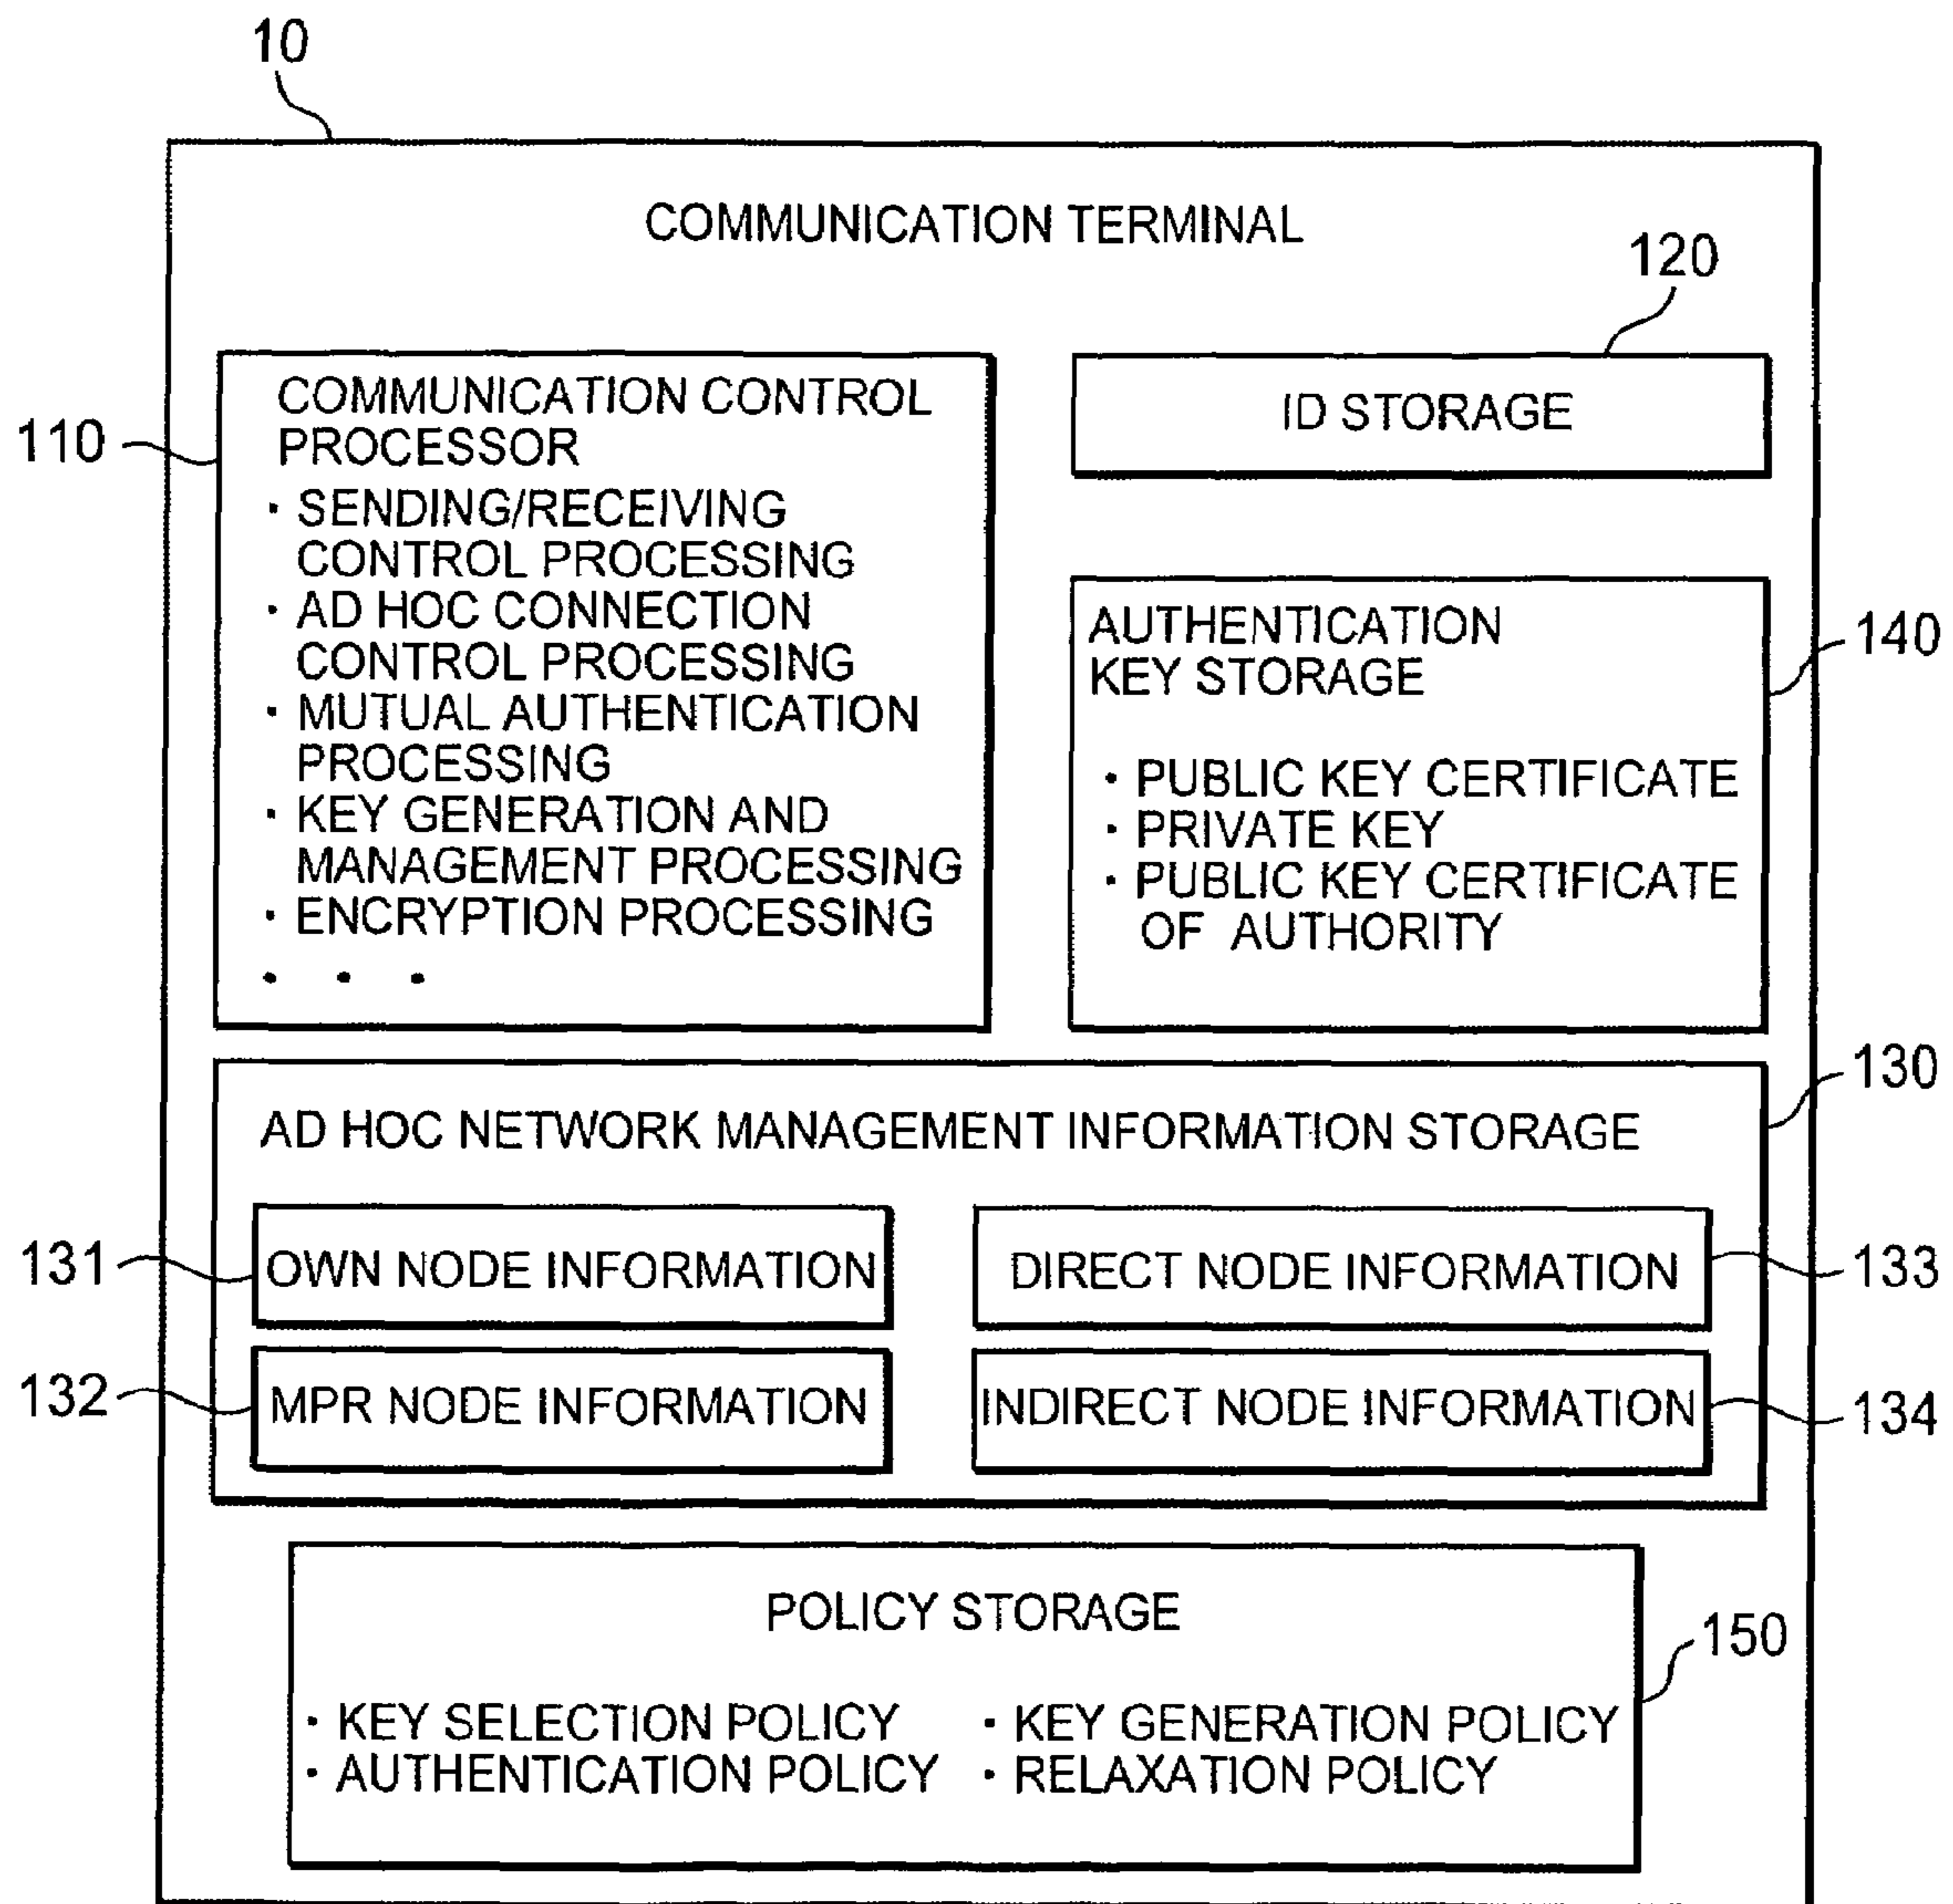 10
COMMUNICATION TERMINAL
120
110
COMMUNICATION CONTROL
PROCESSOR
· SENDING/RECEIVING
CONTROL PROCESSING
· AD HOC CONNECTION
CONTROL PROCESSING
· MUTUAL AUTHENTICATION
PROCESSING
· KEY GENERATION AND
MANAGEMENT PROCESSING
· ENCRYPTION PROCESSING
· · ·
ID STORAGE
AUTHENTICATION
KEY STORAGE
140
· PUBLIC KEY CERTIFICATE
· PRIVATE KEY
· PUBLIC KEY CERTIFICATE
OF AUTHORITY
130
AD HOC NETWORK MANAGEMENT INFORMATION STORAGE
131
OWN NODE INFORMATION
DIRECT NODE INFORMATION
133
132
MPR NODE INFORMATION
INDIRECT NODE INFORMATION
134
POLICY STORAGE
150
· KEY SELECTION POLICY
· KEY GENERATION POLICY
· AUTHENTICATION POLICY
· RELAXATION POLICY